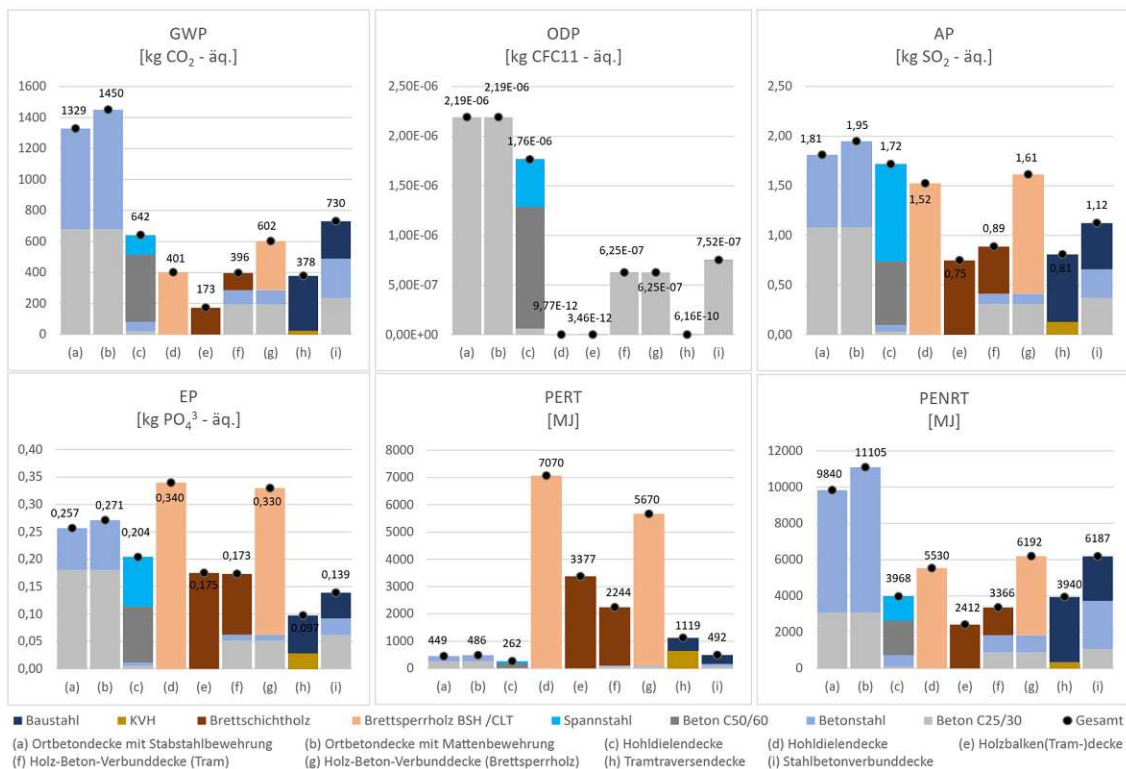 GWP
[kg CO₂ - äq.]
1600
1400
1200
1000
800
600
400
200
0
1329
1450
642
401
173
396
602
378
730
(a) (b) (c) (d) (e) (f) (g) (h) (i)
ODP
[kg CFC11 - äq.]
2,50E-06
2,00E-06
1,50E-06
1,00E-06
5,00E-07
0,00E+00
2,19E-06
2,19E-06
1,76E-06
9,77E-12
3,46E-12
6,25E-07
6,25E-07
6,16E-10
7,52E-07
(a) (b) (c) (d) (e) (f) (g) (h) (i)
AP
[kg SO₂ - äq.]
2,50
2,00
1,50
1,00
0,50
0,00
1,81
1,95
1,72
1,52
0,75
0,89
1,61
0,81
1,12
(a) (b) (c) (d) (e) (f) (g) (h) (i)
EP
[kg PO₄³ - äq.]
0,40
0,35
0,30
0,25
0,20
0,15
0,10
0,05
0,00
0,257
0,271
0,204
0,340
0,175
0,173
0,330
0,097
0,139
(a) (b) (c) (d) (e) (f) (g) (h) (i)
PERT
[MJ]
8000
7000
6000
5000
4000
3000
2000
1000
0
449
486
262
7070
3377
2244
5670
1119
492
(a) (b) (c) (d) (e) (f) (g) (h) (i)
PENRT
[MJ]
12000
10000
8000
6000
4000
2000
0
9840
11105
3968
5530
2412
3366
6192
3940
6187
(a) (b) (c) (d) (e) (f) (g) (h) (i)
Baustahl KVH Brettschichtholz Brettsperrholz BSH /CLT Spannstahl Beton C50/60 Betonstahl Beton C25/30 Gesamt
(a) Ortbetondecke mit Stabstahlbewehrung (b) Ortbetondecke mit Mattenbewehrung (c) Hohldielendecke (d) Hohldielendecke (e) Holzbalken(Tram-)decke
(f) Holz-Beton-Verbunddecke (Tram) (g) Holz-Beton-Verbunddecke (Brettsperrholz) (h) Tramtraversendecke (i) Stahlbetonverbunddecke